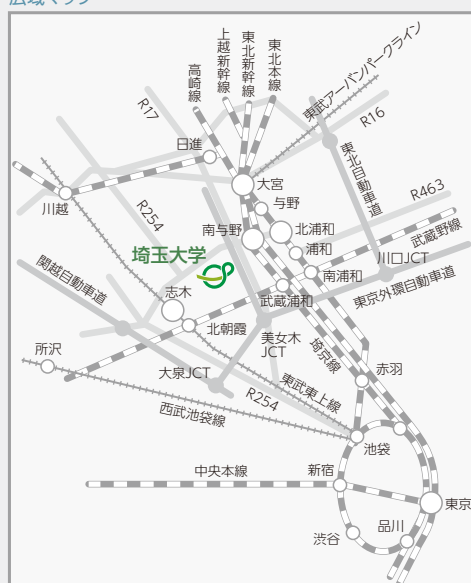 広域マップ
高崎線
上越新幹線
東北新幹線
東北本線
東武アーバンパークライン
R17
R16
日進
東北自動車道
大宮
与野
R463
川越
R254
南与野
北浦和
浦和
武蔵野線
埼玉大学
南浦和
川口JCT
関越自動車道
志木
武蔵浦和
東京外環自動車道
北朝霞
美女木
JCT
埼京線
所沢
大泉JCT
東武東上線
赤羽
R254
西武池袋線
池袋
中央本線
新宿
東京
渋谷
品川